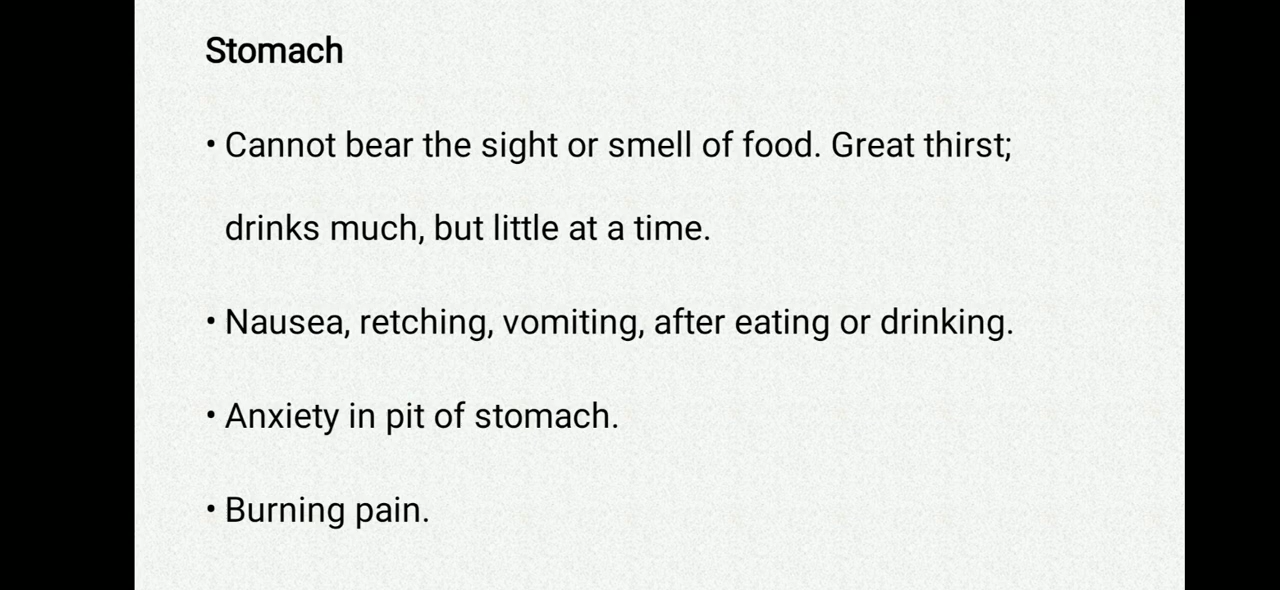 Stomach
• Cannot bear the sight or smell of food. Great thirst;
drinks much, but little at a time.
• Nausea, retching, vomiting, after eating or drinking.
• Anxiety in pit of stomach.
• Burning pain.